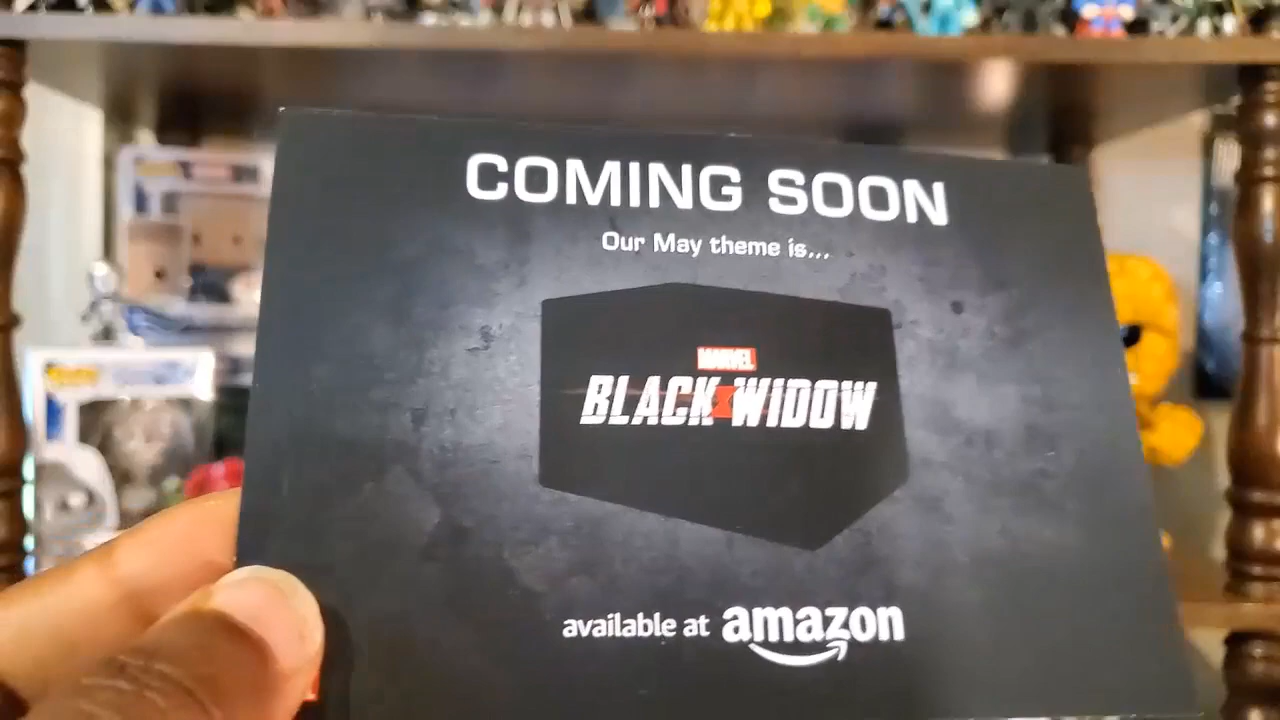 COMING SOON
Our May theme is...
MARVEL
BLACK WIDOW
available at amazon